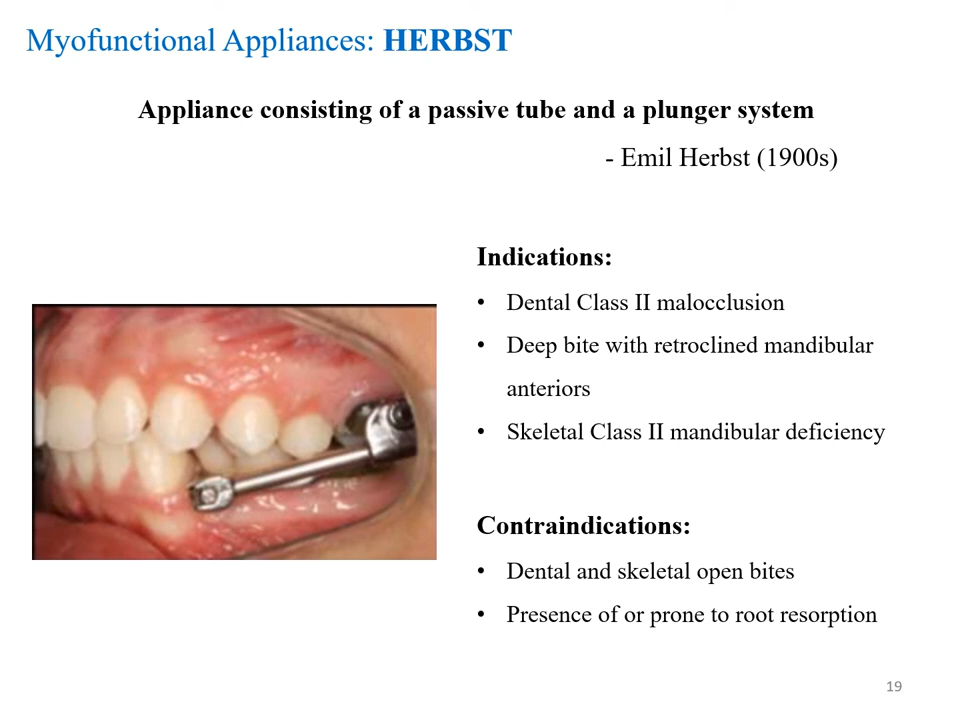 Myofunctional Appliances: HERBST
Appliance consisting of a passive tube and a plunger system
- Emil Herbst (1900s)
Indications:
• Dental Class II malocclusion
• Deep bite with retroclined mandibular
anteriors
• Skeletal Class II mandibular deficiency
Contraindications:
• Dental and skeletal open bites
• Presence of or prone to root resorption
19